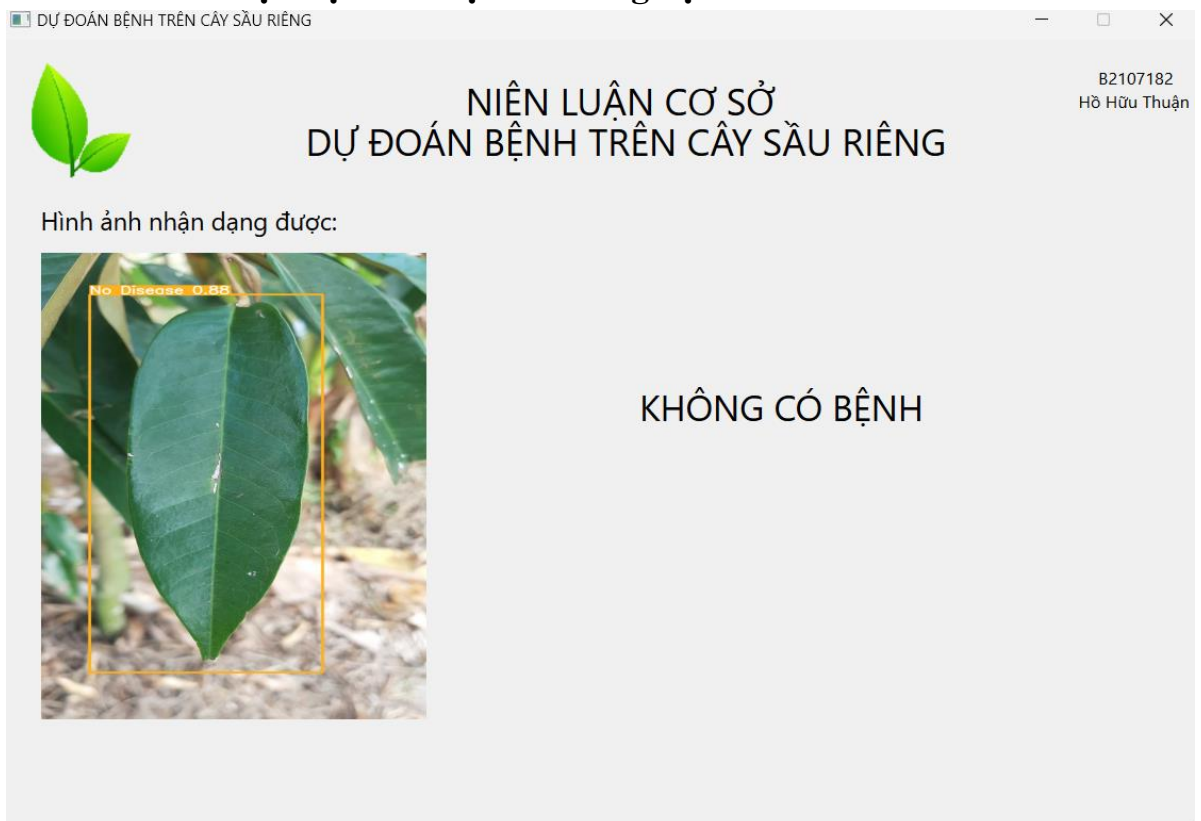 DỰ ĐOÁN BỆNH TRÊN CÂY SẦU RIÊNG
B2107182
Hồ Hữu Thuận
NIÊN LUẬN CƠ SỞ
DỰ ĐOÁN BỆNH TRÊN CÂY SẦU RIÊNG
Hình ảnh nhận dạng được:
No Disease 0.88
KHÔNG CÓ BỆNH